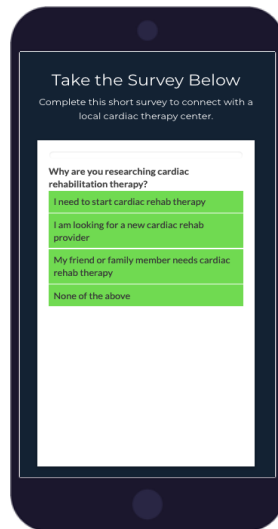 Take the Survey Below
Complete this short survey to connect with a
local cardiac therapy center.
Why are you researching cardiac
rehabilitation therapy?
I need to start cardiac rehab therapy
I am looking for a new cardiac rehab
provider
My friend or family member needs cardiac
rehab therapy
None of the above